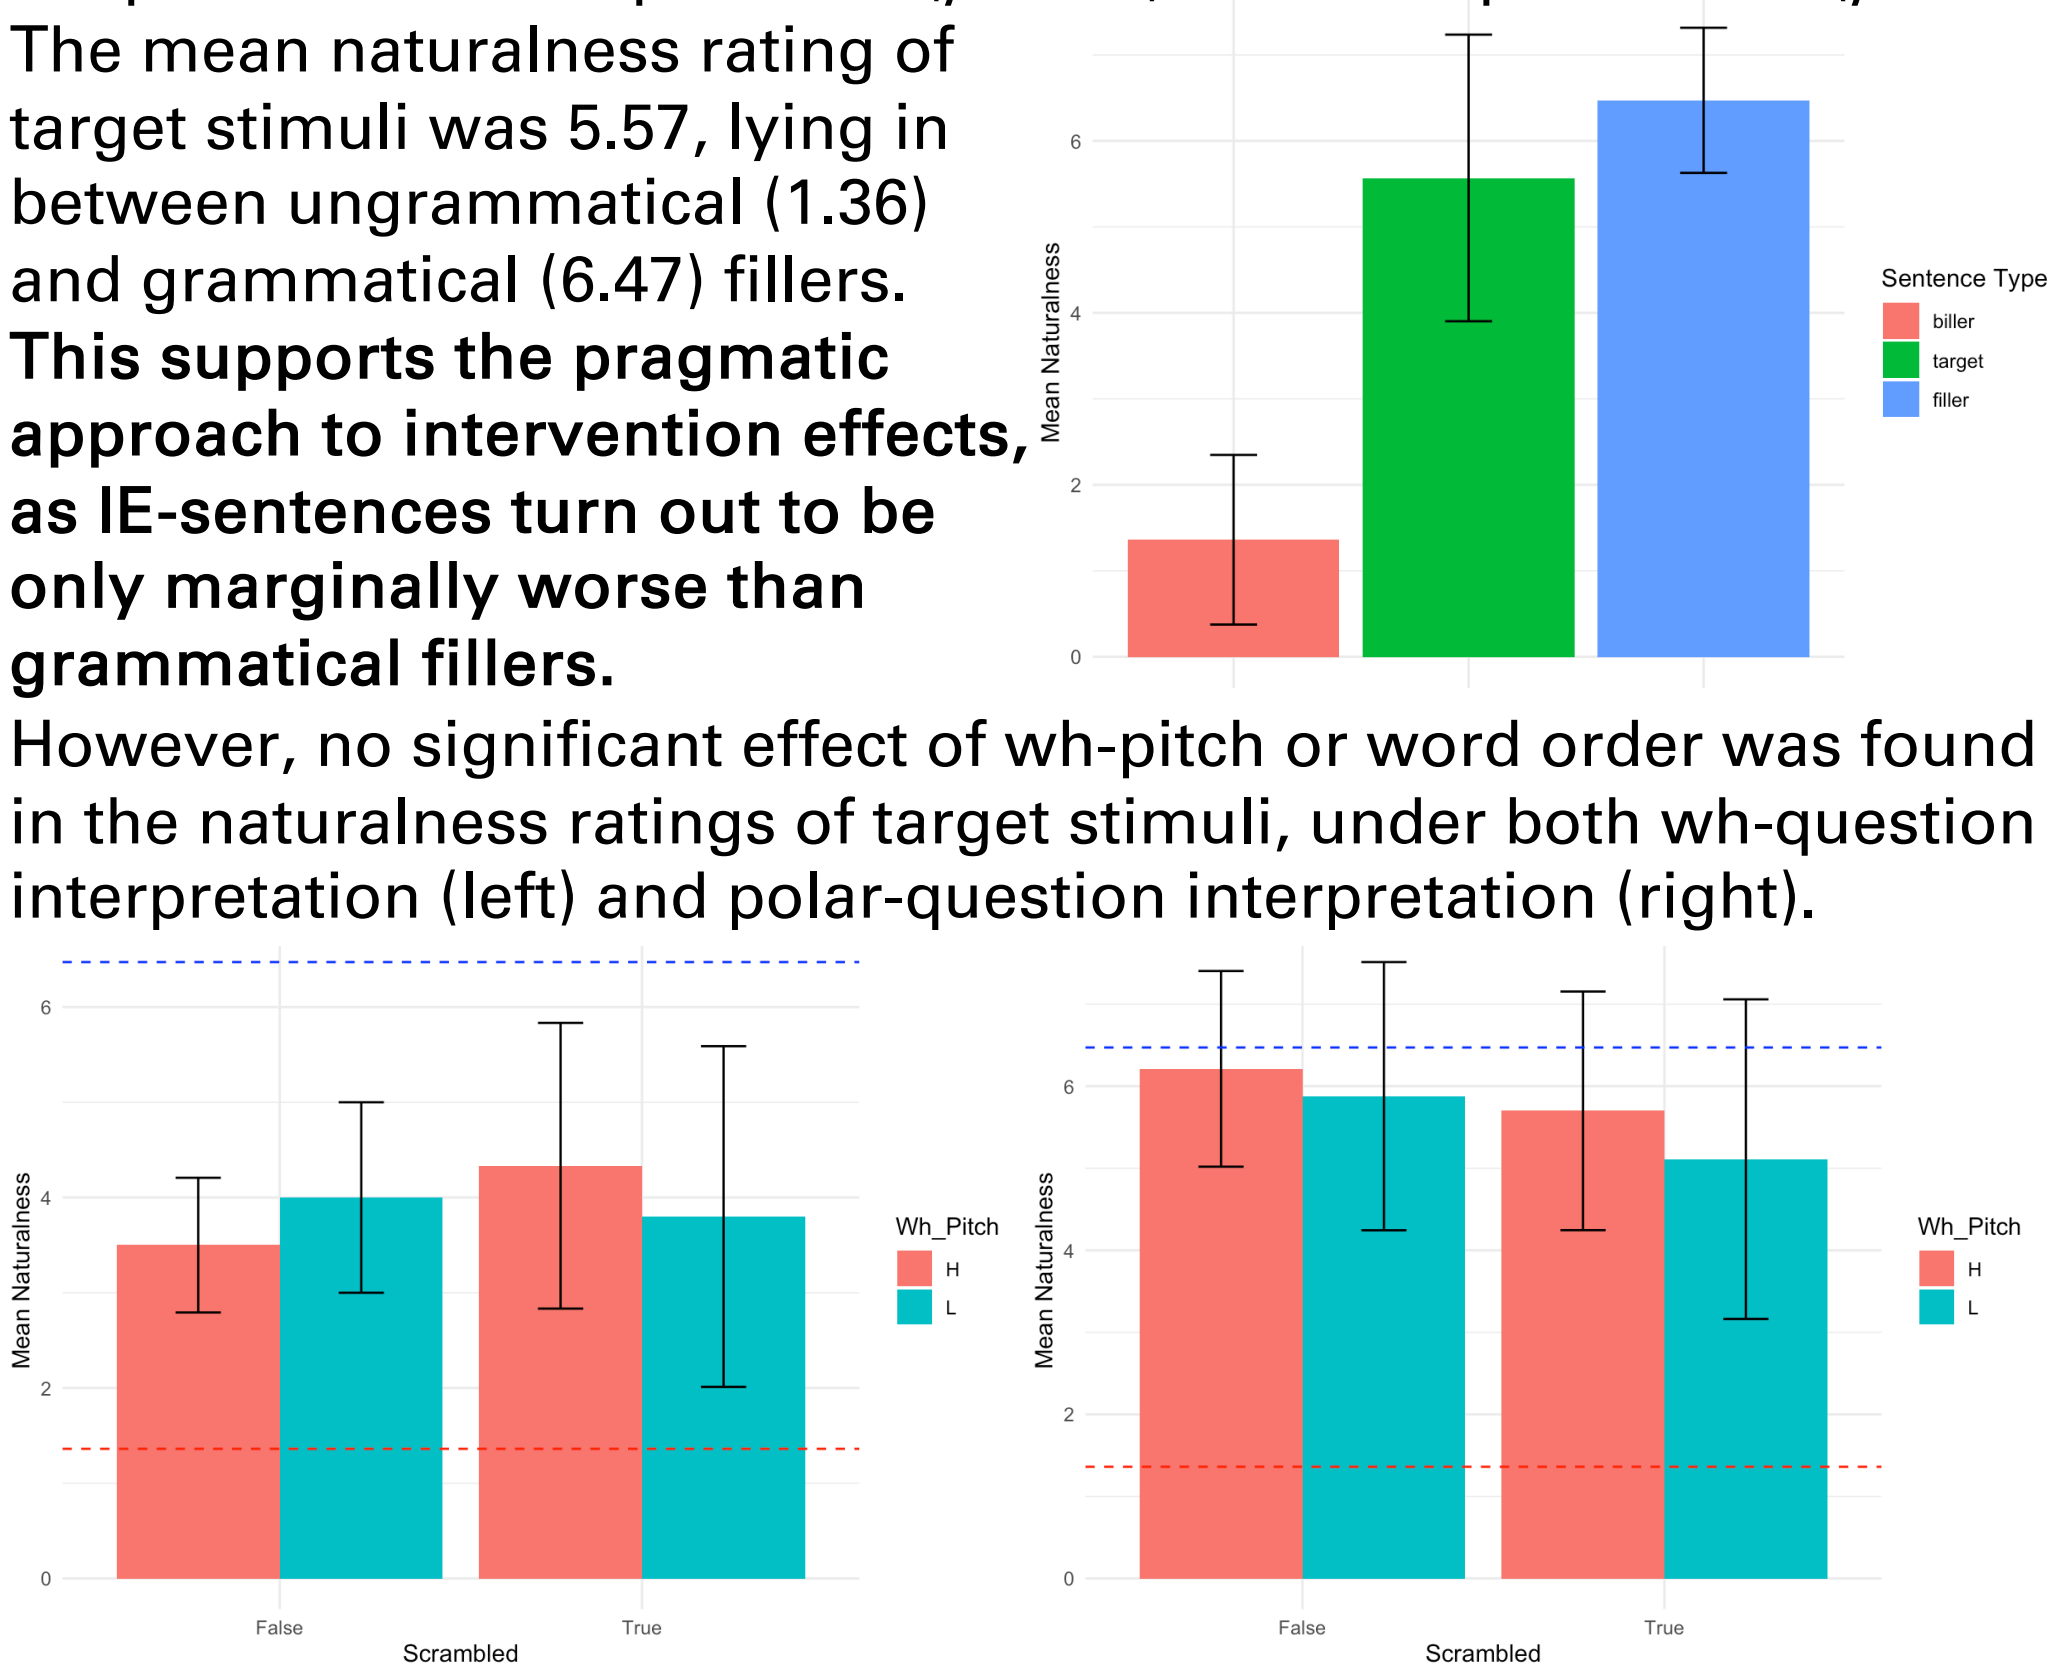 The mean naturalness rating of
target stimuli was 5.57, lying in
between ungrammatical (1.36)
and grammatical (6.47) fillers.
This supports the pragmatic
approach to intervention effects,
as IE-sentences turn out to be
only marginally worse than
grammatical fillers.
6
4
2
0
Mean Naturalness
Sentence Type
biller
target
filler
However, no significant effect of wh-pitch or word order was found
in the naturalness ratings of target stimuli, under both wh-question
interpretation (left) and polar-question interpretation (right).
6
4
2
0
Mean Naturalness
False
True
Scrambled
Wh_Pitch
H
L
6
4
2
0
Mean Naturalness
False
True
Scrambled
Wh_Pitch
H
L